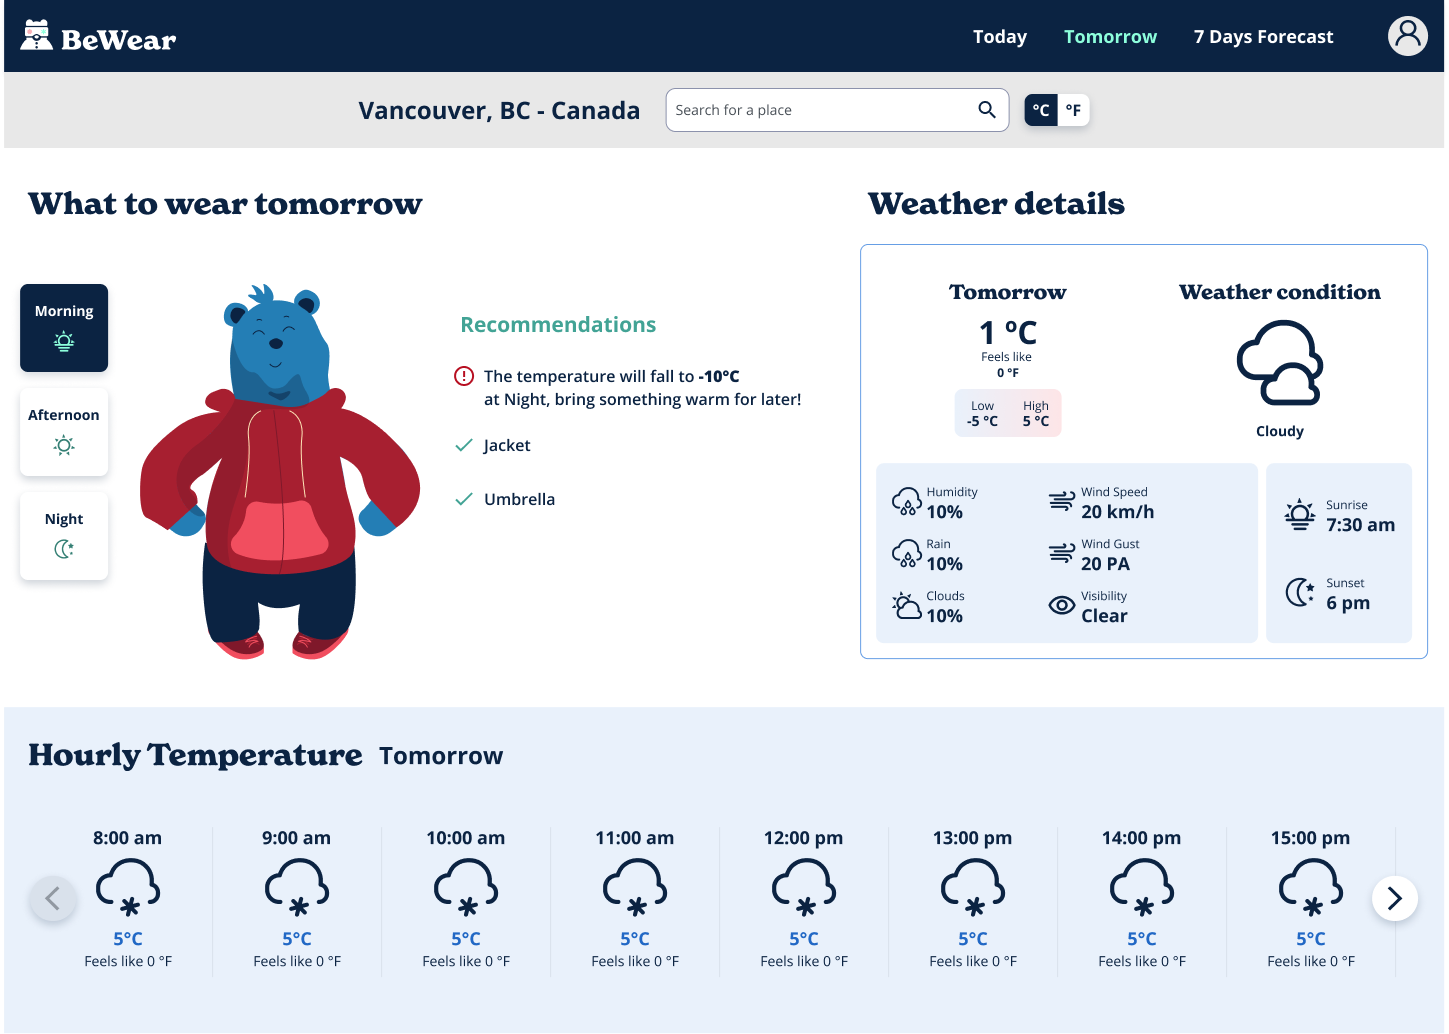 BeWear
Today
Tomorrow
7 Days Forecast
Vancouver, BC - Canada
Search for a place
°C
°F
What to wear tomorrow
Morning
Afternoon
Night
Recommendations
The temperature will fall to -10°C
at Night, bring something warm for later!
Jacket
Umbrella
Weather details
Tomorrow
1 ºC
Feels like
0 °F
Low
-5 °C
High
5 °C
Weather condition
Cloudy
Humidity
10%
Rain
10%
Clouds
10%
Wind Speed
20 km/h
Wind Gust
20 PA
Visibility
Clear
Sunrise
7:30 am
Sunset
6 pm
Hourly Temperature Tomorrow
8:00 am
5°C
Feels like 0 °F
9:00 am
5°C
Feels like 0 °F
10:00 am
5°C
Feels like 0 °F
11:00 am
5°C
Feels like 0 °F
12:00 pm
5°C
Feels like 0 °F
13:00 pm
5°C
Feels like 0 °F
14:00 pm
5°C
Feels like 0 °F
15:00 pm
5°C
Feels like 0 °F